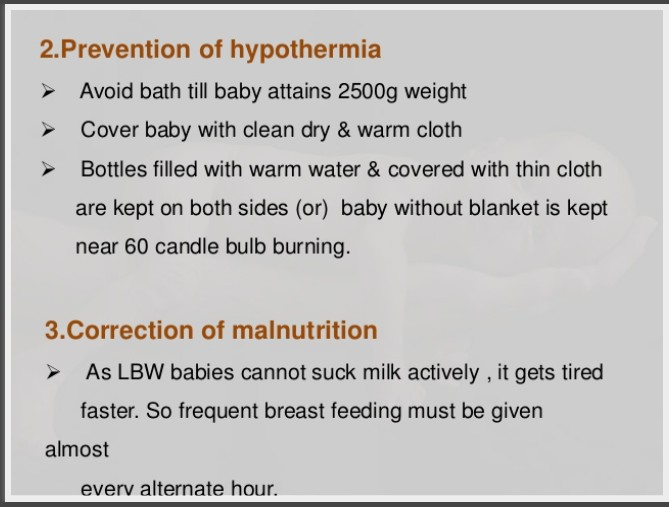 2.Prevention of hypothermia
➢ Avoid bath till baby attains 2500g weight
➢ Cover baby with clean dry & warm cloth
➢ Bottles filled with warm water & covered with thin cloth
are kept on both sides (or) baby without blanket is kept
near 60 candle bulb burning.
3.Correction of malnutrition
➢ As LBW babies cannot suck milk actively , it gets tired
faster. So frequent breast feeding must be given
almost
every alternate hour.